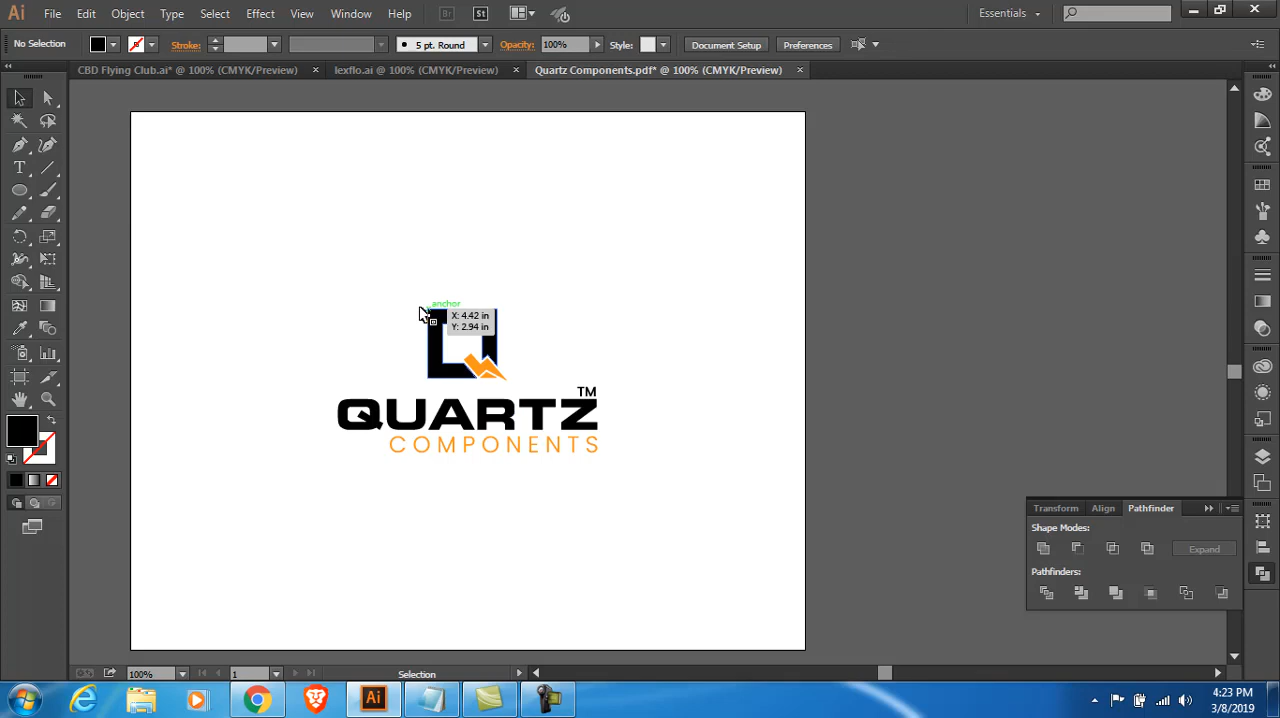 Ai File Edit Object Type Select Effect View Window Help Br St Essentials
No Selection Stroke: 5 pt. Round Opacity: 100% Style: Document Setup Preferences
CBD Flying Club.ai* @ 100% (CMYK/Preview) × lexflo.ai @ 100% (CMYK/Preview) × Quartz Components.pdf* @ 100% (CMYK/Preview) ×
anchor
X: 4.42 in
Y: 2.94 in
TM
QUARTZ
COMPONENTS
Transform Align Pathfinder
Shape Modes:
Expand
Pathfinders:
100% 1 Selection
Ai
4:23 PM
3/8/2019